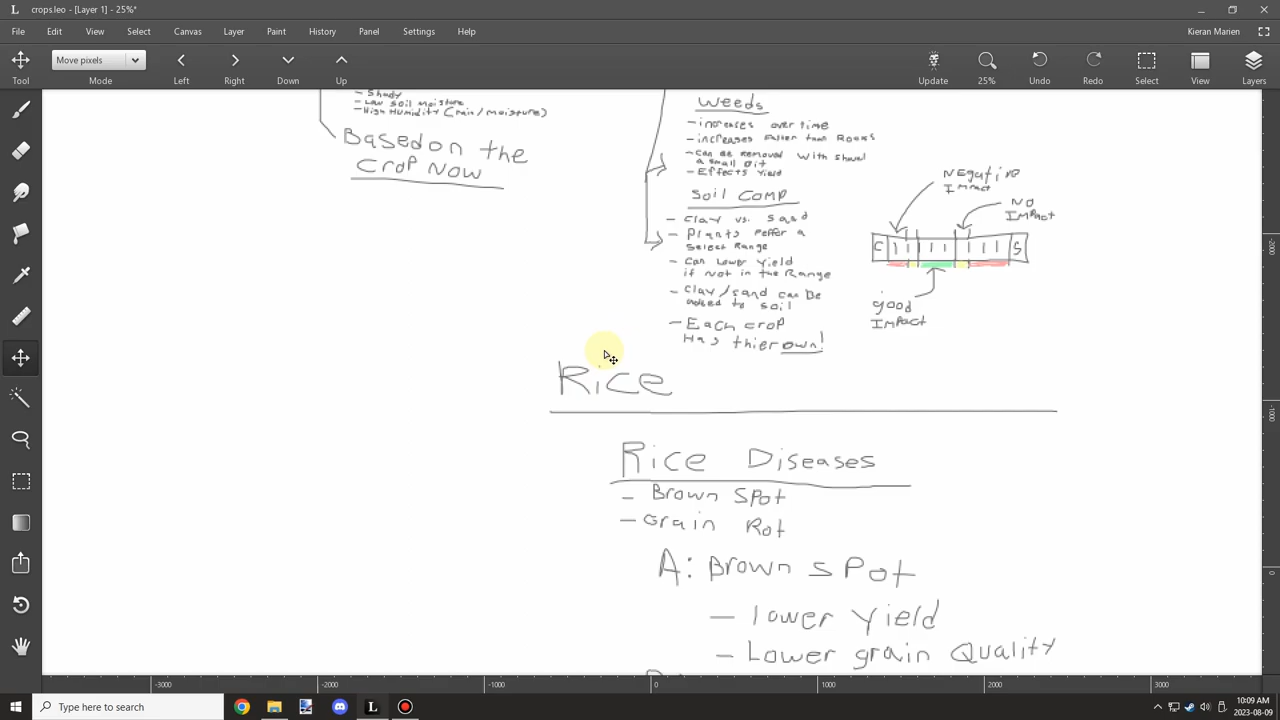 crops.leo - [Layer 1] - 25%*
File Edit View Select Canvas Layer Paint History Panel Settings Help
Kieran Marien
Move pixels
Tool Mode Left Right Down Up
Update 25% Undo Redo Select View Layers
- Shady
- Low Soil Moisture
- High Humidity (Rain/moisture)
Based on the
Crop Now
Weeds
- increases over time
- increases Faster than Rocks
- Can be removed with shovel
a small bit
- Effects Yield
Soil Comp
- Clay vs. Sand
- Plants Peffer a
Select Range
- Can Lower Yield
if Not in the Range
- Clay/sand can Be
added to soil
- Each crop
Has thier own!
Negative
Impact
No
Impact
C S
good
Impact
Rice
Rice Diseases
- Brown Spot
- Grain Rot
A: Brown Spot
- lower Yield
- Lower grain Quality
-3000 -2000 -1000 0 1000 2000 3000
-2000
-1000
0
Type here to search
10:09 AM
2023-08-09